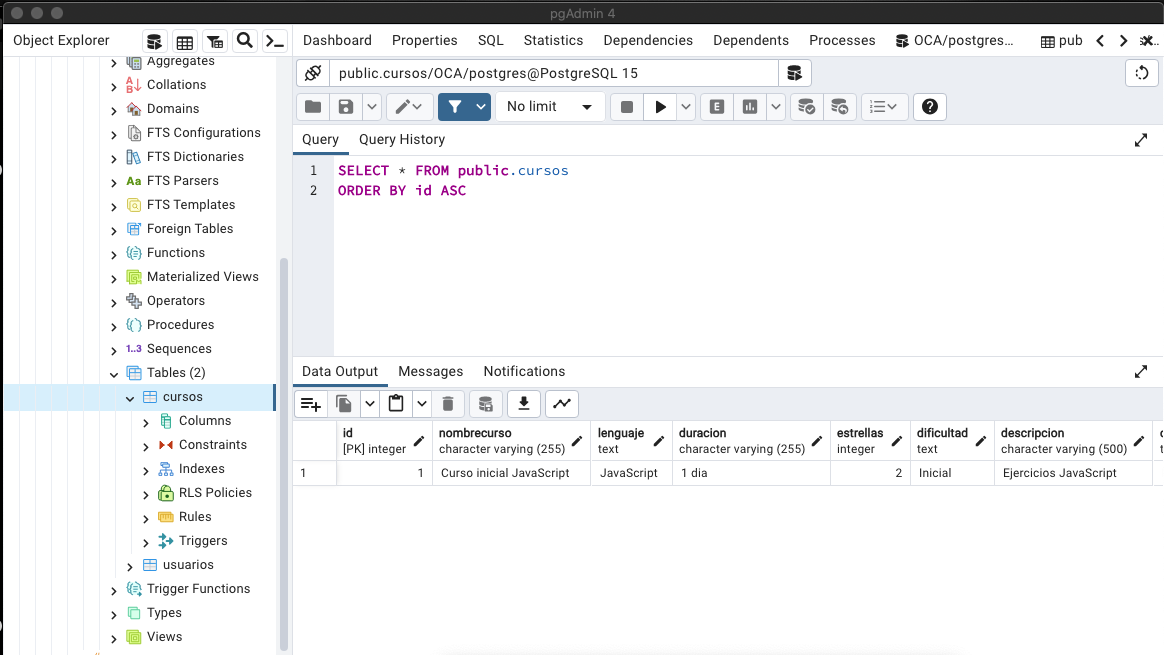 pgAdmin 4
Object Explorer
Dashboard Properties SQL Statistics Dependencies Dependents Processes OCA/postgres... pub
Aggregates
Collations
Domains
FTS Configurations
FTS Dictionaries
Aa FTS Parsers
FTS Templates
Foreign Tables
Functions
Materialized Views
Operators
Procedures
1..3 Sequences
Tables (2)
cursos
Columns
Constraints
Indexes
RLS Policies
Rules
Triggers
usuarios
Trigger Functions
Types
Views
public.cursos/OCA/postgres@PostgreSQL 15
No limit
E
Query Query History
1 SELECT * FROM public.cursos
2 ORDER BY id ASC
Data Output Messages Notifications
id nombrecurso lenguaje duracion estrellas dificultad descripcion
[PK] integer character varying (255) text character varying (255) integer text character varying (500)
1 1 Curso inicial JavaScript JavaScript 1 dia 2 Inicial Ejercicios JavaScript